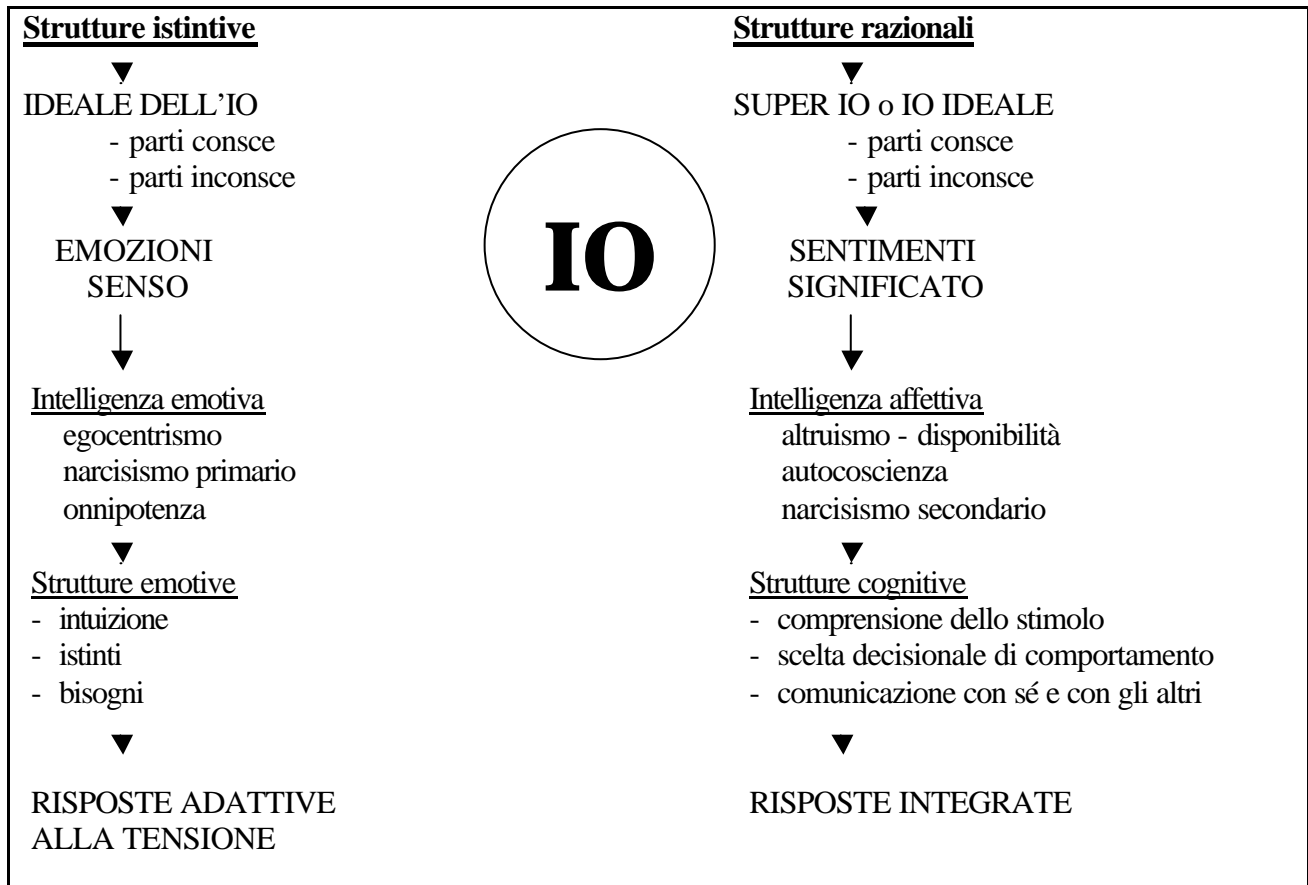 Strutture istintive
IDEALE DELL'IO
- parti consce
- parti inconsce
EMOZIONI
SENSO
Intelligenza emotiva
egocentrismo
narcisismo primario
onnipotenza
Strutture emotive
- intuizione
- istinti
- bisogni
RISPOSTE ADATTIVE
ALLA TENSIONE
IO
Strutture razionali
SUPER IO o IO IDEALE
- parti consce
- parti inconsce
SENTIMENTI
SIGNIFICATO
Intelligenza affettiva
altruismo - disponibilità
autocoscienza
narcisismo secondario
Strutture cognitive
- comprensione dello stimolo
- scelta decisionale di comportamento
- comunicazione con sé e con gli altri
RISPOSTE INTEGRATE